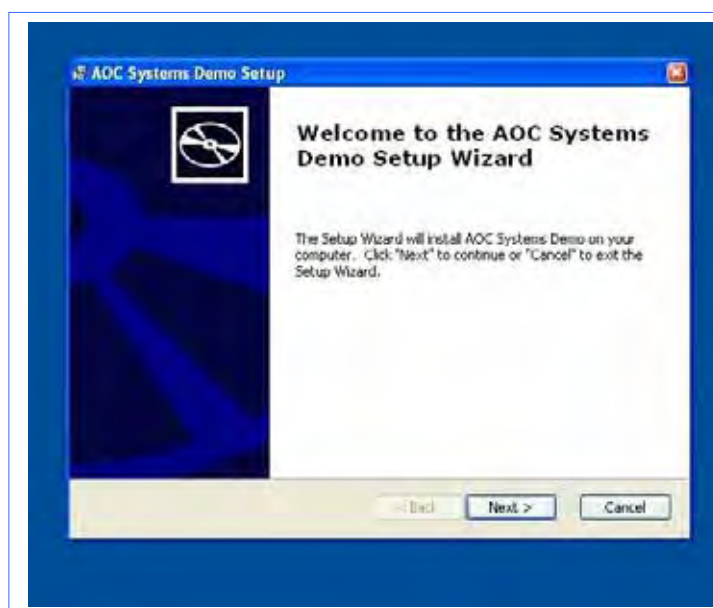 AOC Systems Demo Setup
Welcome to the AOC Systems
Demo Setup Wizard
The Setup Wizard will install AOC Systems Demo on your
computer. Click "Next" to continue or "Cancel" to exit the
Setup Wizard.
< Back
Next >
Cancel